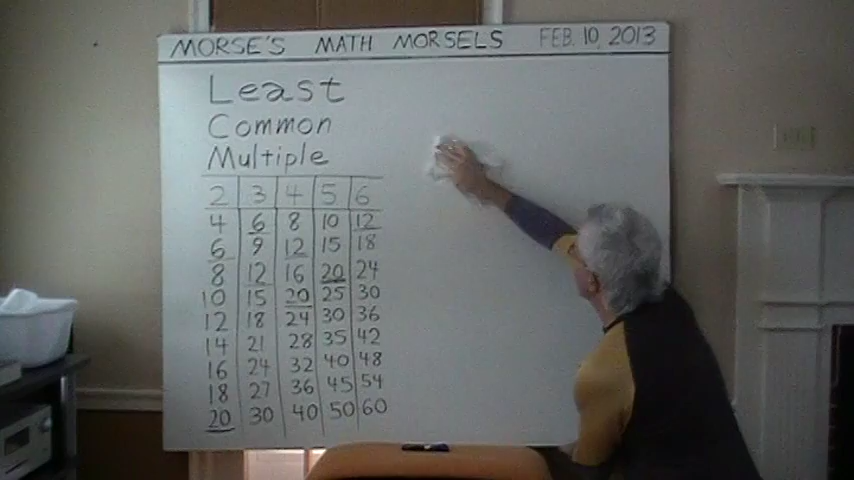 MORSE'S MATH MORSELS FEB. 10, 2013
Least
Common
Multiple
2 3 4 5 6
4 6 8 10 12
6 9 12 15 18
8 12 16 20 24
10 15 20 25 30
12 18 24 30 36
14 21 28 35 42
16 24 32 40 48
18 27 36 45 54
20 30 40 50 60